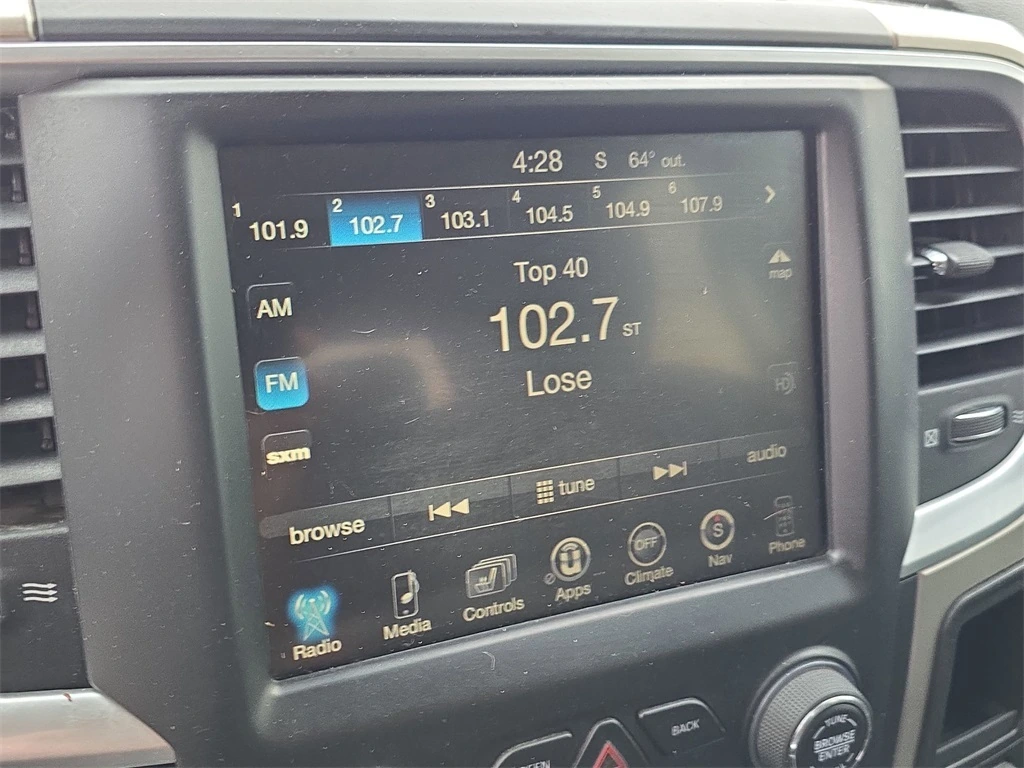 4:28 S 64° out.
1 101.9 2 102.7 3 103.1 4 104.5 5 104.9 6 107.9 >
map
Top 40
AM
102.7 ST
FM
Lose
HD
sxm
browse tune audio
OFF S
Radio Media Controls Apps Climate Nav Phone
BACK
TUNE
BROWSE
ENTER